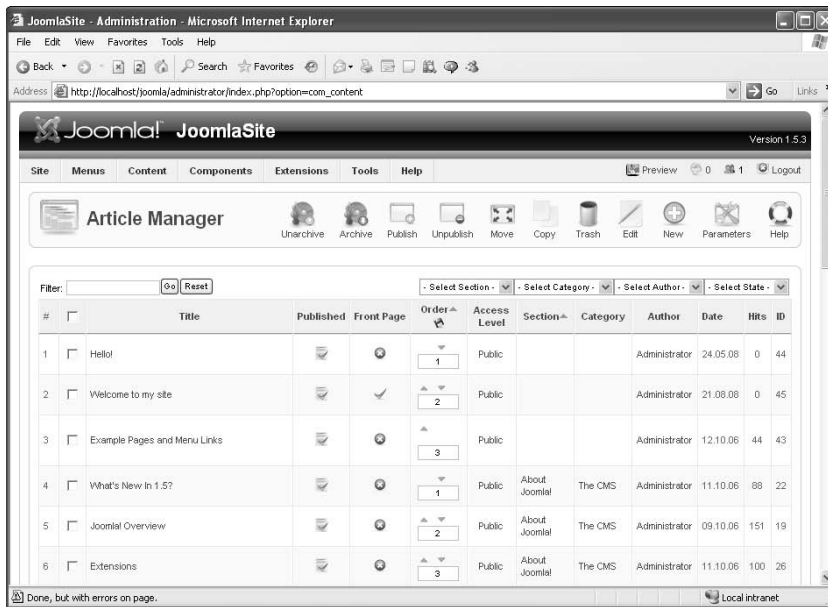 JoomlaSite - Administration - Microsoft Internet Explorer
File Edit View Favorites Tools Help
Back Search Favorites
Address http://localhost/joomla/administrator/index.php?option=com_content Go Links
Joomla! JoomlaSite
Version 1.5.3
Site Menus Content Components Extensions Tools Help Preview 0 1 Logout
Article Manager
Unarchive Archive Publish Unpublish Move Copy Trash Edit New Parameters Help
Filter: Go Reset - Select Section - - Select Category - - Select Author - - Select State -
# Title Published Front Page Order Access Level Section Category Author Date Hits ID
1 Hello! 1 Public Administrator 24.05.08 0 44
2 Welcome to my site 2 Public Administrator 21.08.08 0 45
3 Example Pages and Menu Links 3 Public Administrator 12.10.06 44 43
4 What's New In 1.5? 1 Public About Joomla! The CMS Administrator 11.10.06 88 22
5 Joomla! Overview 2 Public About Joomla! The CMS Administrator 09.10.06 151 19
6 Extensions 3 Public About Joomla! The CMS Administrator 11.10.06 100 26
Done, but with errors on page. Local intranet